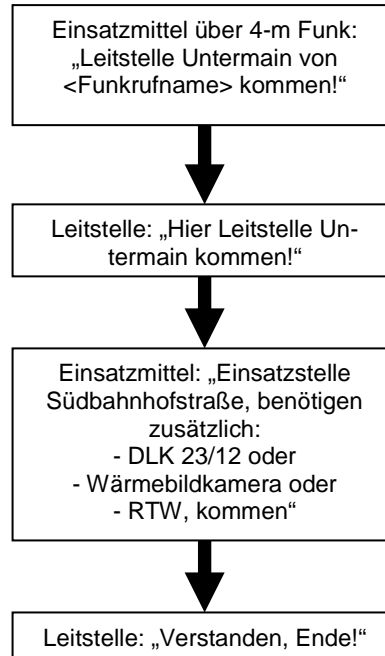 Einsatzmittel über 4-m Funk:
„Leitstelle Untermain von
<Funkrufname> kommen!“
Leitstelle: „Hier Leitstelle Un-
termain kommen!“
Einsatzmittel: „Einsatzstelle
Südbahnhofstraße, benötigen
zusätzlich:
- DLK 23/12 oder
- Wärmebildkamera oder
- RTW, kommen“
Leitstelle: „Verstanden, Ende!“